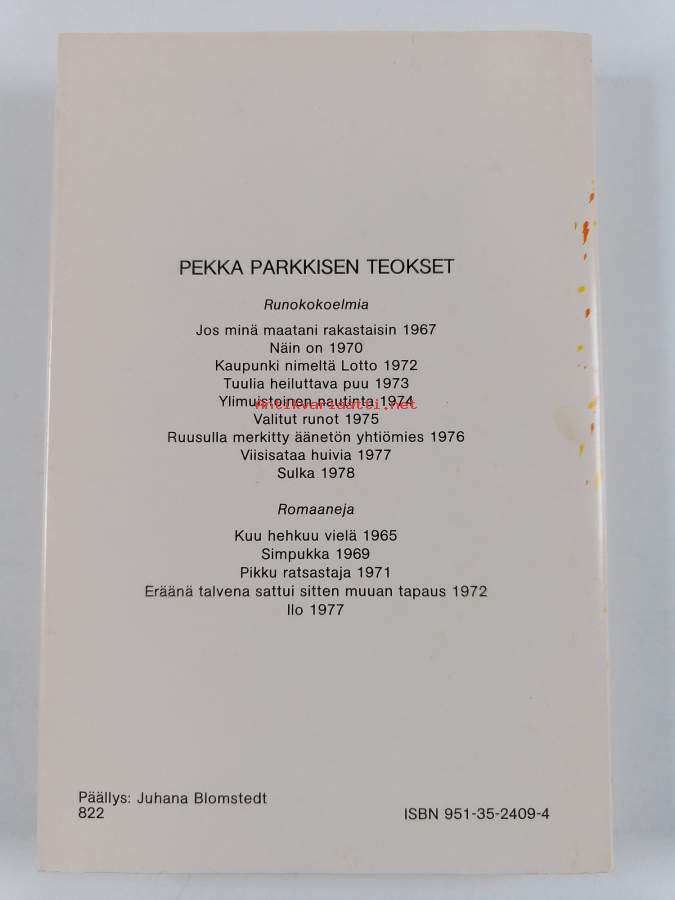 PEKKA PARKKISEN TEOKSET
Runokokoelmia
Jos minä maatani rakastaisin 1967
Näin on 1970
Kaupunki nimeltä Lotto 1972
Tuulia heiluttava puu 1973
Ylimuistoinen nautinta 1974
Antikvariaatti.net
Valitut runot 1975
Ruusulla merkitty äänetön yhtiömies 1976
Viisisataa huivia 1977
Sulka 1978
Romaaneja
Kuu hehkuu vielä 1965
Simpukka 1969
Pikku ratsastaja 1971
Eräänä talvena sattui sitten muuan tapaus 1972
Ilo 1977
Päällys: Juhana Blomstedt
822
ISBN 951-35-2409-4